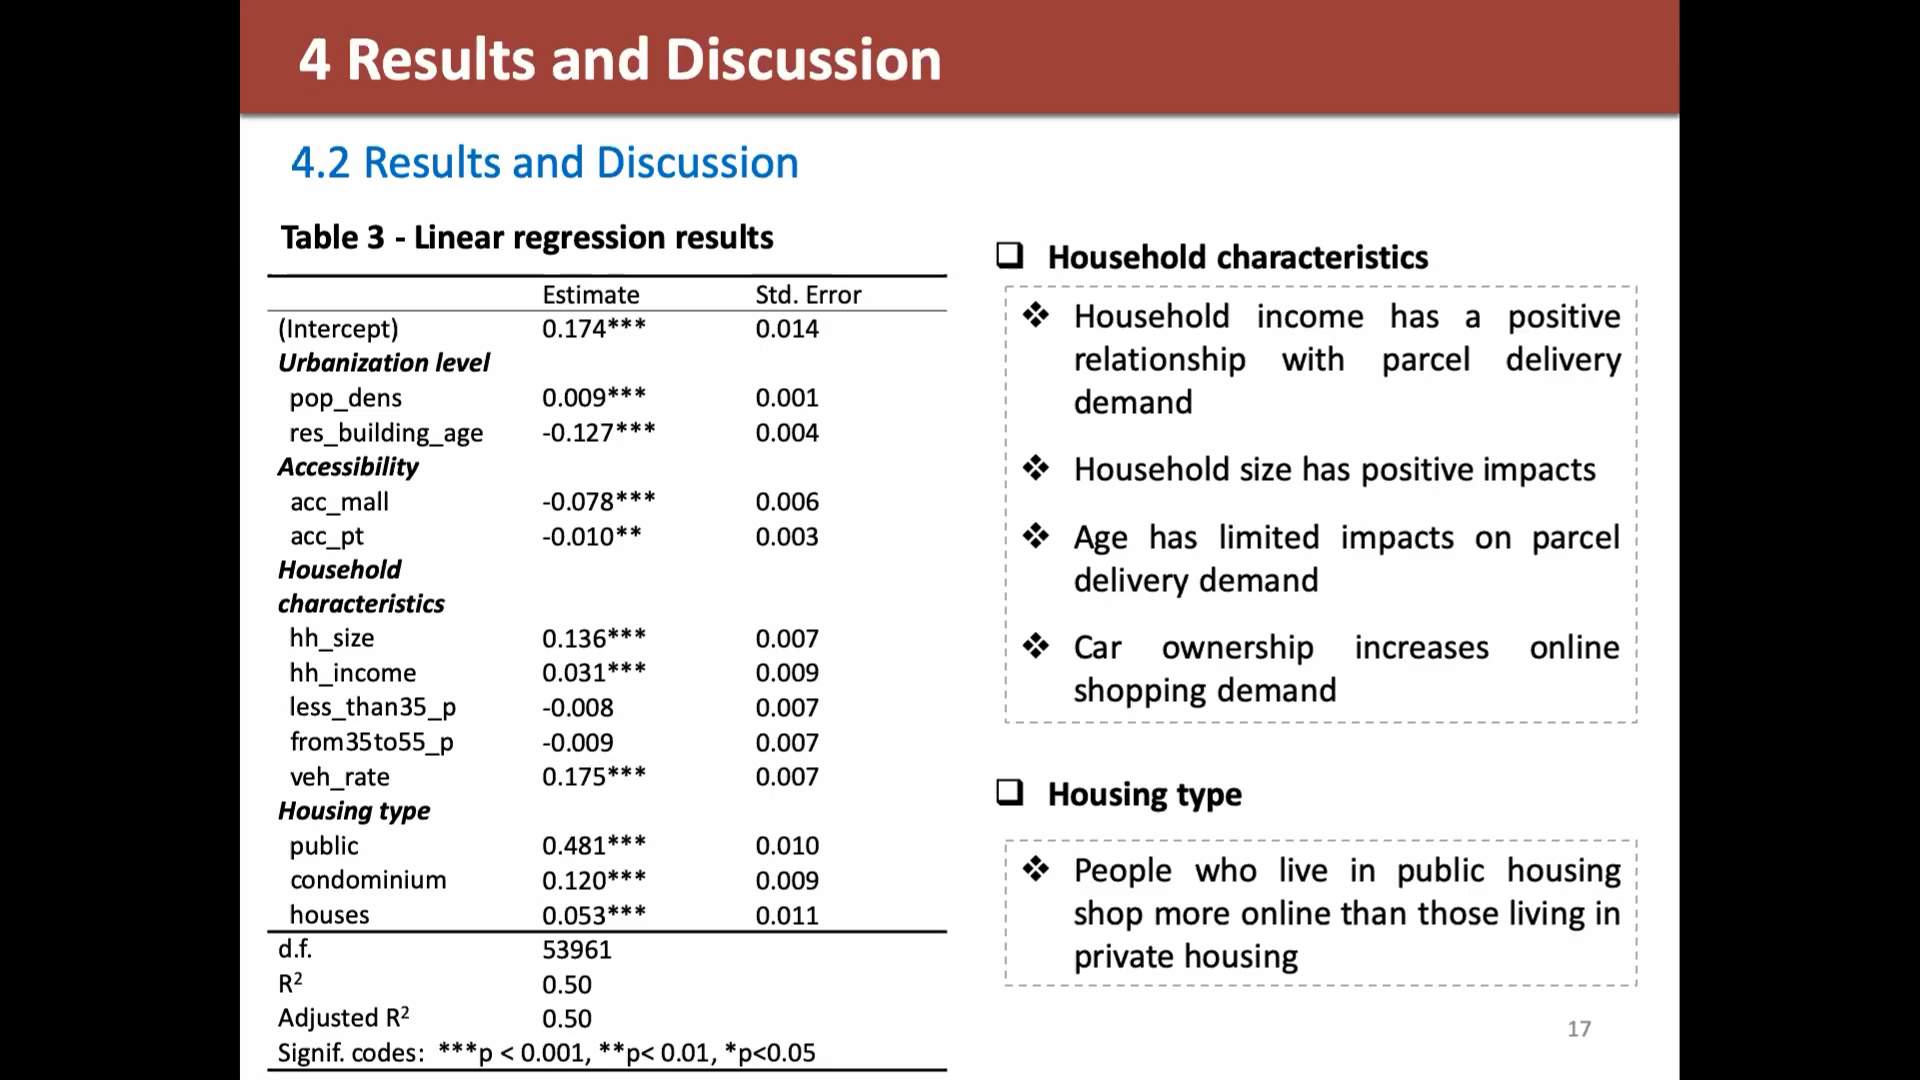 4 Results and Discussion
4.2 Results and Discussion
Table 3 - Linear regression results
Estimate Std. Error
(Intercept) 0.174*** 0.014
Urbanization level
pop_dens 0.009*** 0.001
res_building_age -0.127*** 0.004
Accessibility
acc_mall -0.078*** 0.006
acc_pt -0.010** 0.003
Household
characteristics
hh_size 0.136*** 0.007
hh_income 0.031*** 0.009
less_than35_p -0.008 0.007
from35to55_p -0.009 0.007
veh_rate 0.175*** 0.007
Housing type
public 0.481*** 0.010
condominium 0.120*** 0.009
houses 0.053*** 0.011
d.f. 53961
R² 0.50
Adjusted R² 0.50
Signif. codes: ***p < 0.001, **p< 0.01, *p<0.05
❑ Household characteristics
❖ Household income has a positive
relationship with parcel delivery
demand
❖ Household size has positive impacts
❖ Age has limited impacts on parcel
delivery demand
❖ Car ownership increases online
shopping demand
❑ Housing type
❖ People who live in public housing
shop more online than those living in
private housing
17